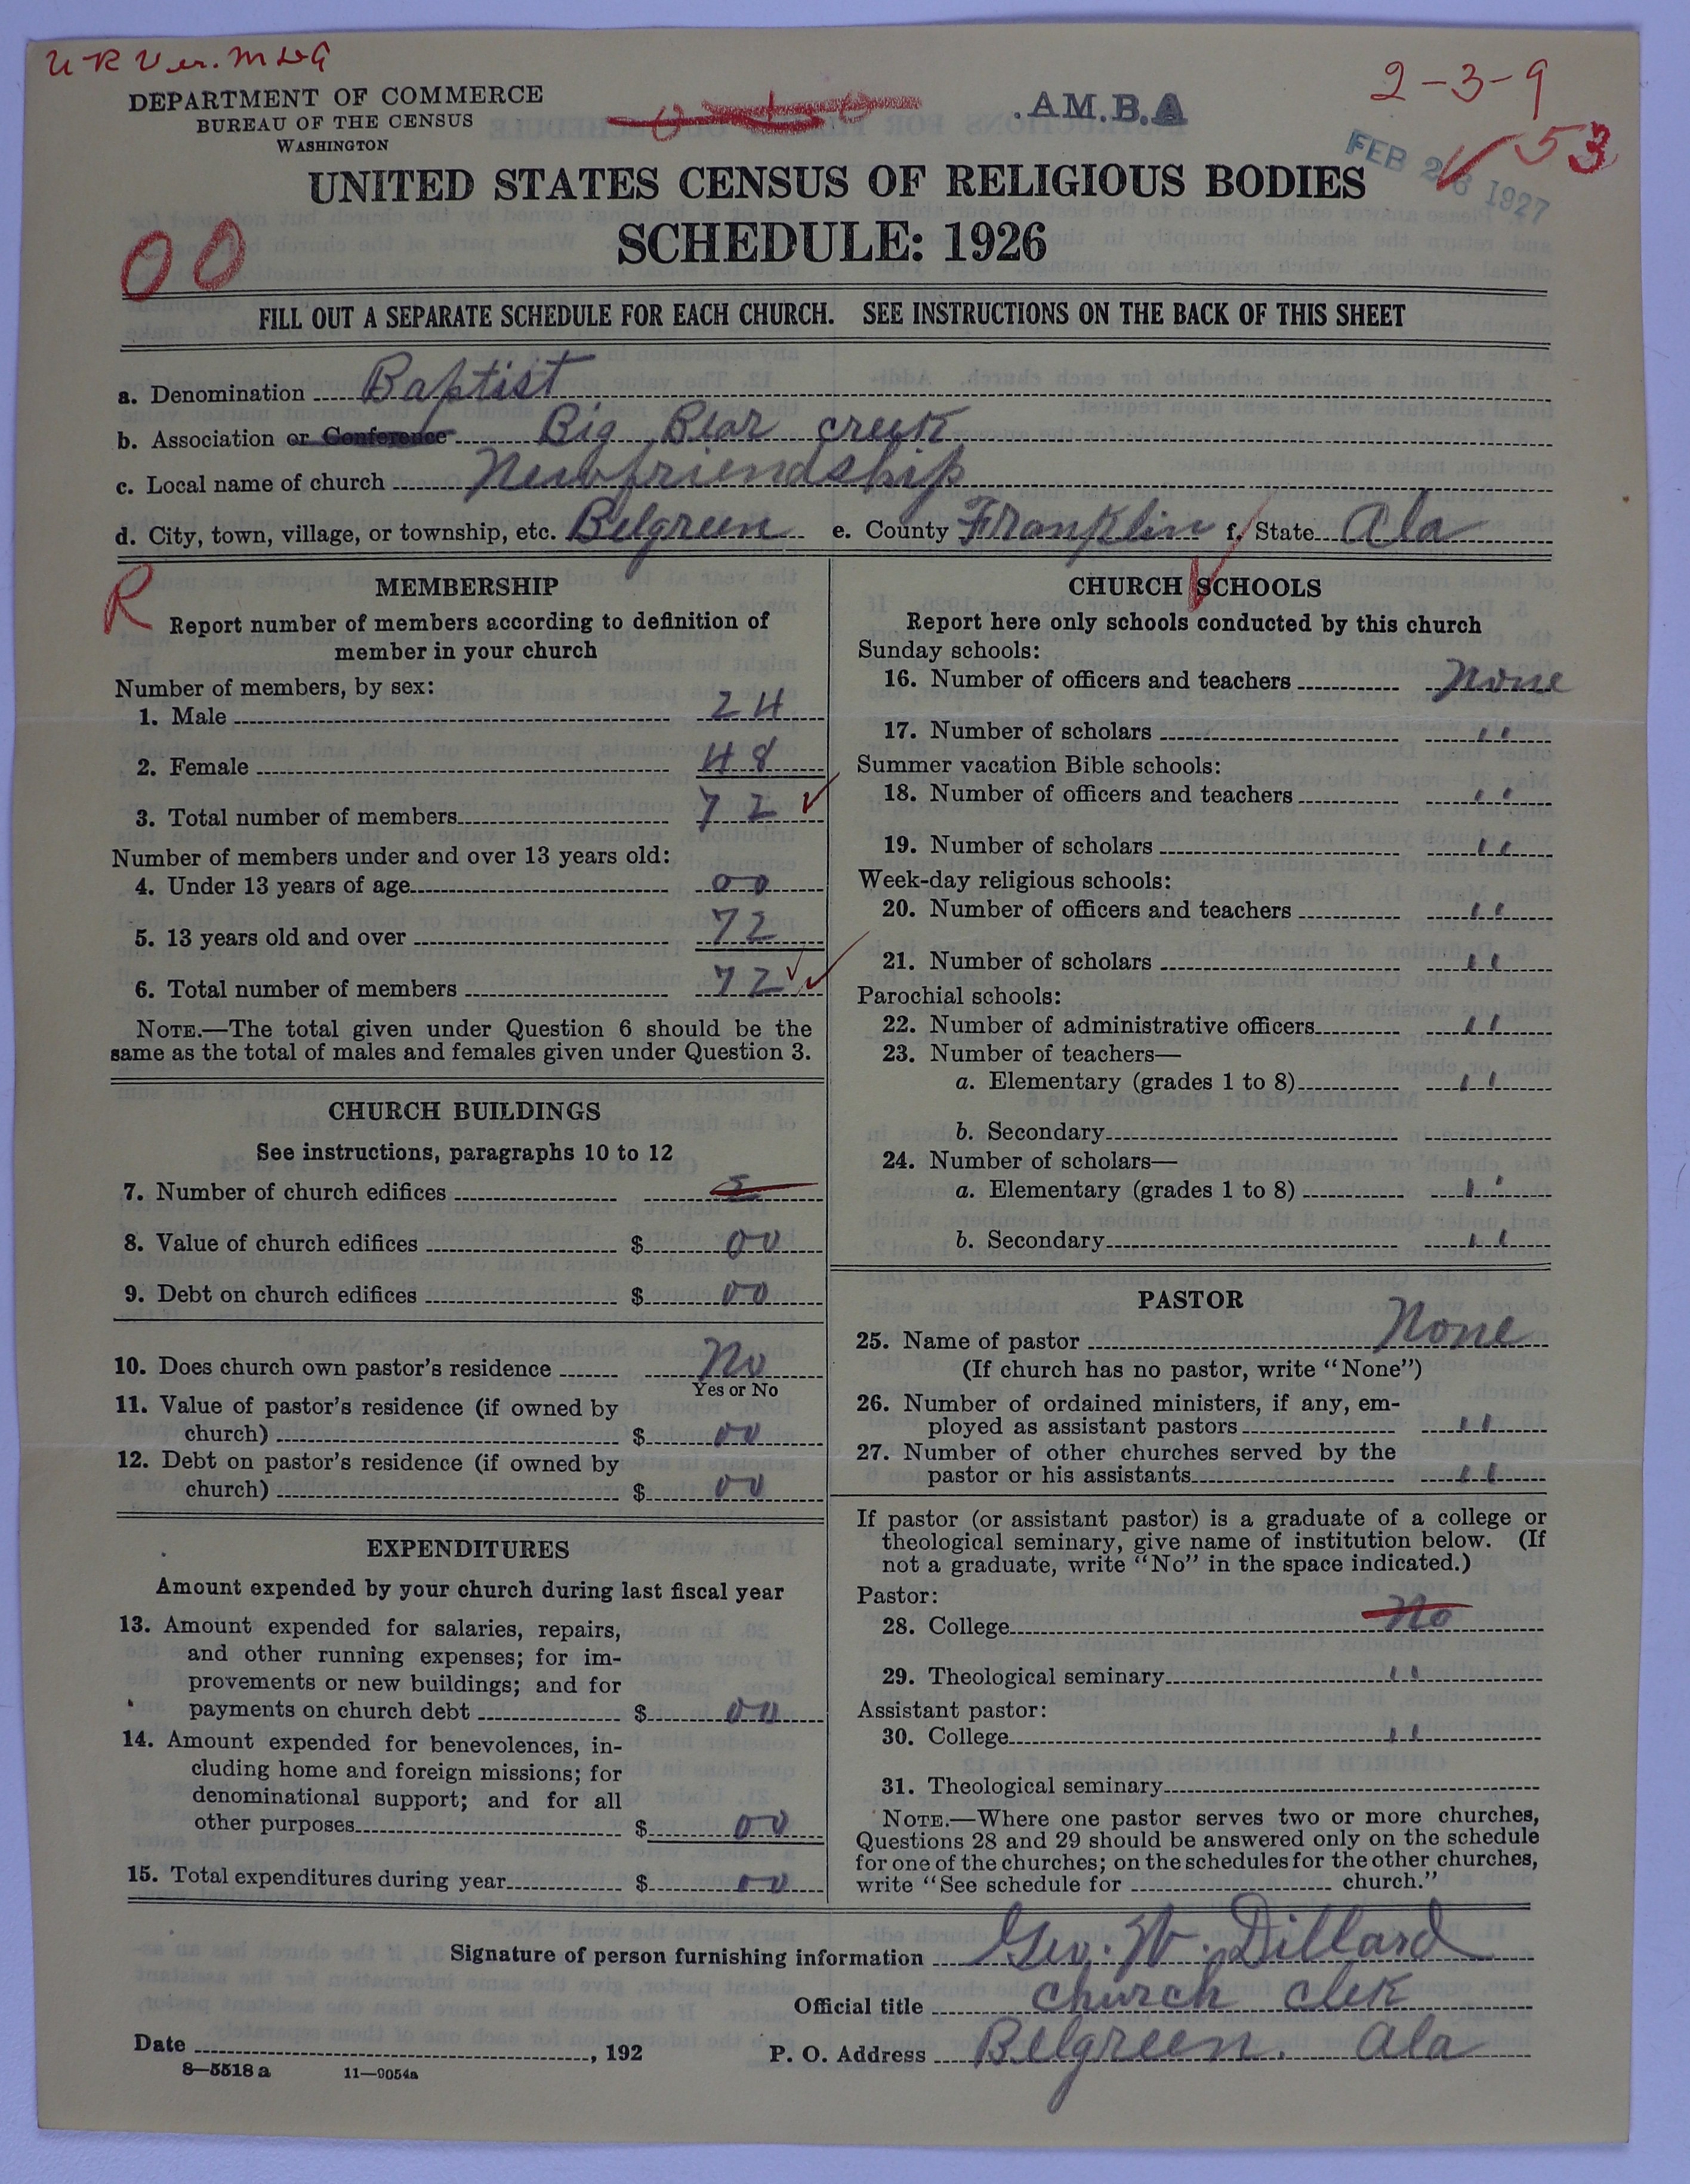 U R Ver. M D G
2-3-9
DEPARTMENT OF COMMERCE
BUREAU OF THE CENSUS
WASHINGTON
.A.M.B.A
53
FEB 26 1927
UNITED STATES CENSUS OF RELIGIOUS BODIES
SCHEDULE: 1926
00
FILL OUT A SEPARATE SCHEDULE FOR EACH CHURCH. SEE INSTRUCTIONS ON THE BACK OF THIS SHEET
a. Denomination Baptist
b. Association or Conference Big Bear creek
c. Local name of church Newfriendship
d. City, town, village, or township, etc. Belgreen e. County Franklin f. State Ala
R
MEMBERSHIP
Report number of members according to definition of
member in your church
Number of members, by sex:
1. Male 24
2. Female 48
3. Total number of members 72
Number of members under and over 13 years old:
4. Under 13 years of age 00
5. 13 years old and over 72
6. Total number of members 72
NOTE.—The total given under Question 6 should be the
same as the total of males and females given under Question 3.
CHURCH BUILDINGS
See instructions, paragraphs 10 to 12
7. Number of church edifices
8. Value of church edifices $ 00
9. Debt on church edifices $ 00
10. Does church own pastor's residence No
Yes or No
11. Value of pastor's residence (if owned by
church) $ 00
12. Debt on pastor's residence (if owned by
church) $ 00
EXPENDITURES
Amount expended by your church during last fiscal year
13. Amount expended for salaries, repairs,
and other running expenses; for im-
provements or new buildings; and for
payments on church debt $ 00
14. Amount expended for benevolences, in-
cluding home and foreign missions; for
denominational support; and for all
other purposes $ 00
15. Total expenditures during year $ 00
CHURCH SCHOOLS
Report here only schools conducted by this church
Sunday schools:
16. Number of officers and teachers None
17. Number of scholars "
Summer vacation Bible schools:
18. Number of officers and teachers "
19. Number of scholars "
Week-day religious schools:
20. Number of officers and teachers "
21. Number of scholars "
Parochial schools:
22. Number of administrative officers "
23. Number of teachers—
a. Elementary (grades 1 to 8) "
b. Secondary
24. Number of scholars—
a. Elementary (grades 1 to 8) "
b. Secondary "
PASTOR
25. Name of pastor None
(If church has no pastor, write "None")
26. Number of ordained ministers, if any, em-
ployed as assistant pastors "
27. Number of other churches served by the
pastor or his assistants "
If pastor (or assistant pastor) is a graduate of a college or
theological seminary, give name of institution below. (If
not a graduate, write "No" in the space indicated.)
Pastor:
28. College No
29. Theological seminary "
Assistant pastor:
30. College "
31. Theological seminary
NOTE.—Where one pastor serves two or more churches,
Questions 28 and 29 should be answered only on the schedule
for one of the churches; on the schedules for the other churches,
write "See schedule for church."
Signature of person furnishing information Geo. W. Dillard
Official title church clek
Date , 192 P. O. Address Belgreen. Ala
8—5518 a 11—9054a